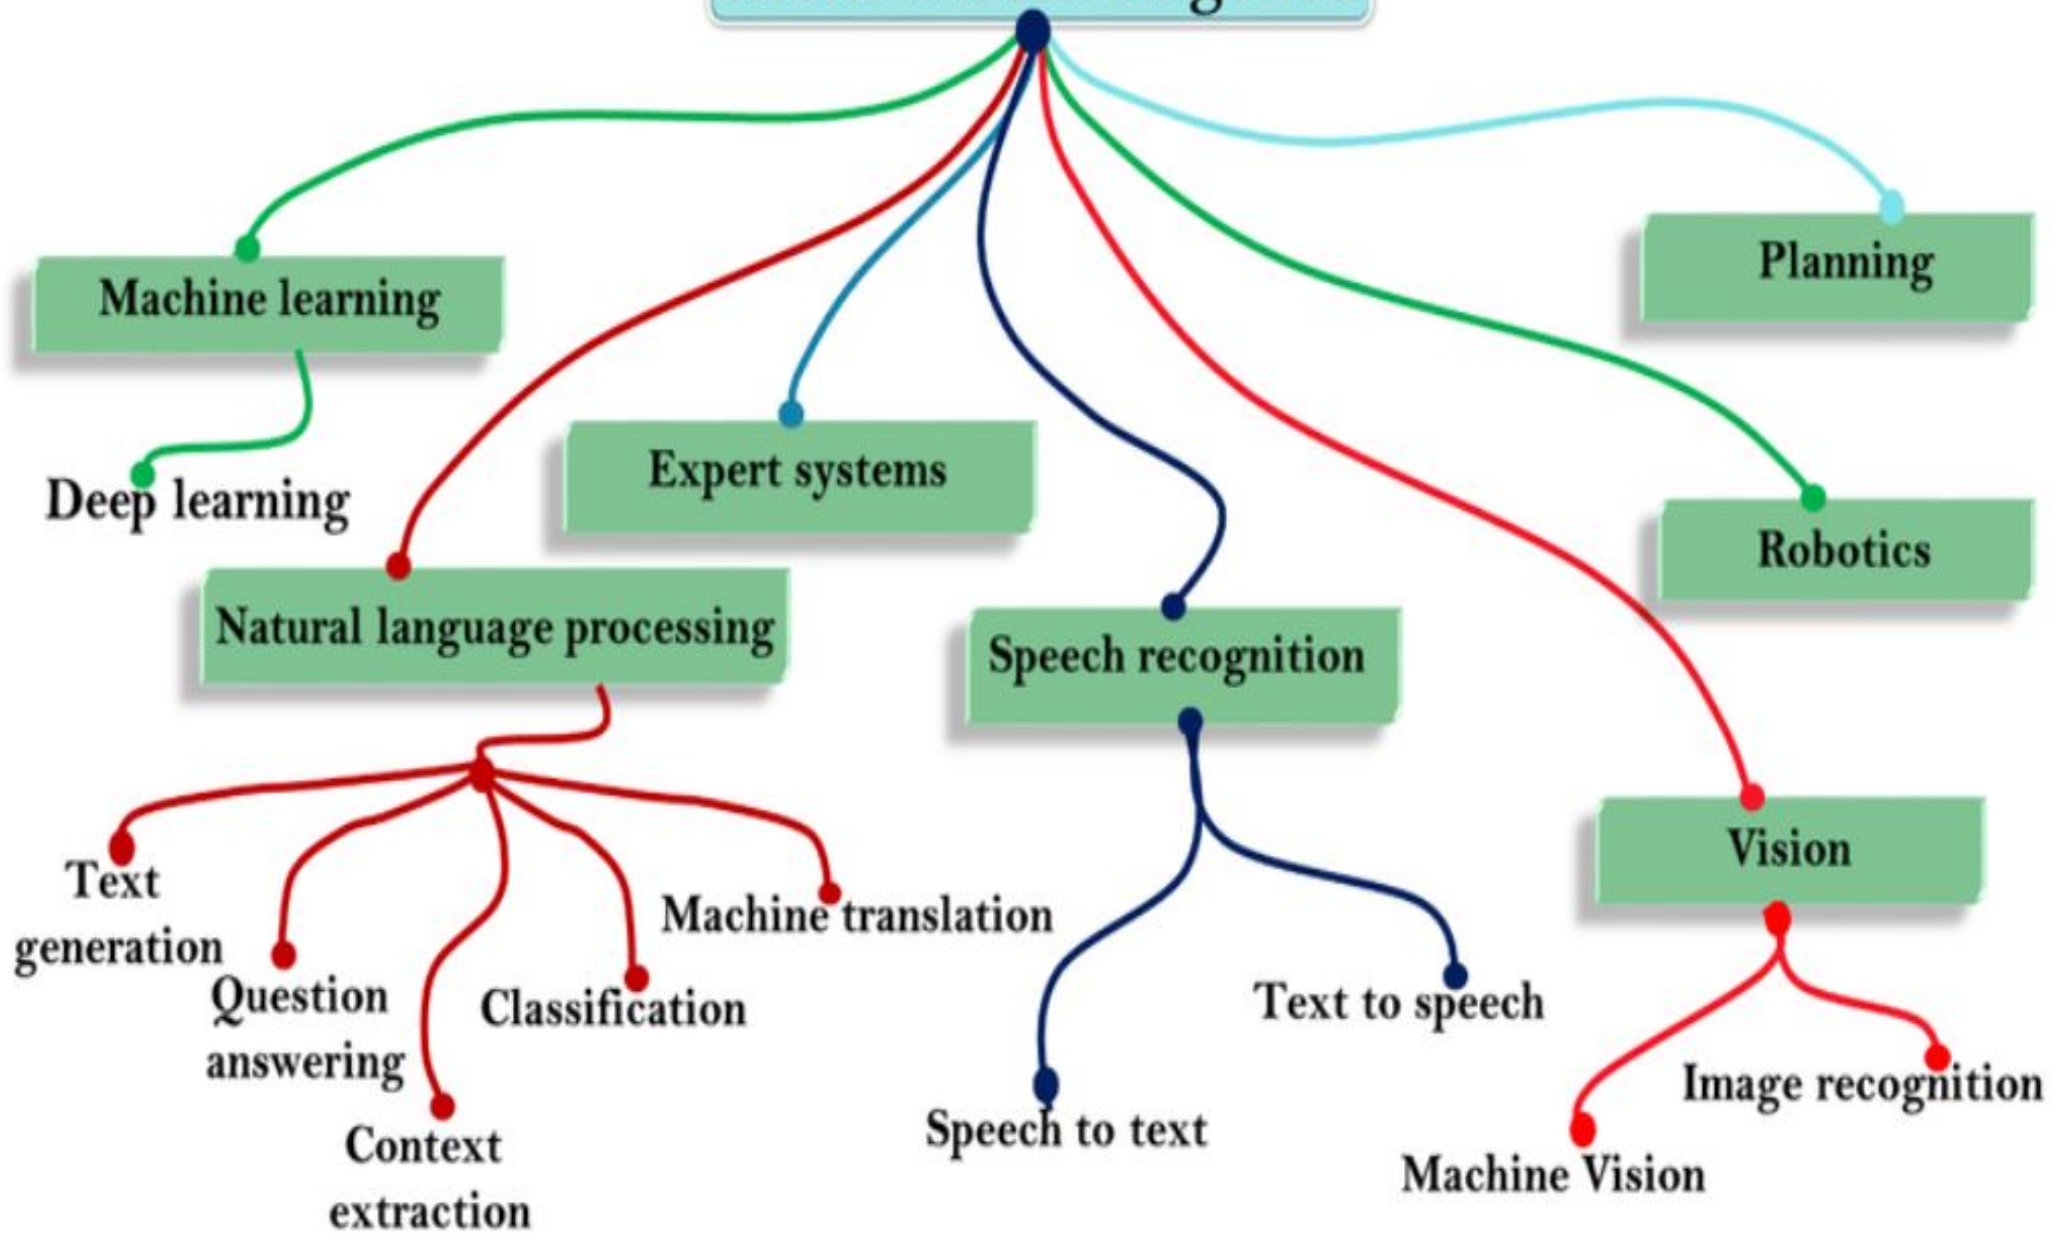 Planning
Machine learning
Expert systems
Deep learning
Robotics
Natural language processing
Speech recognition
Vision
Text
generation
Machine translation
Question
answering
Classification
Text to speech
Image recognition
Speech to text
Context
extraction
Machine Vision